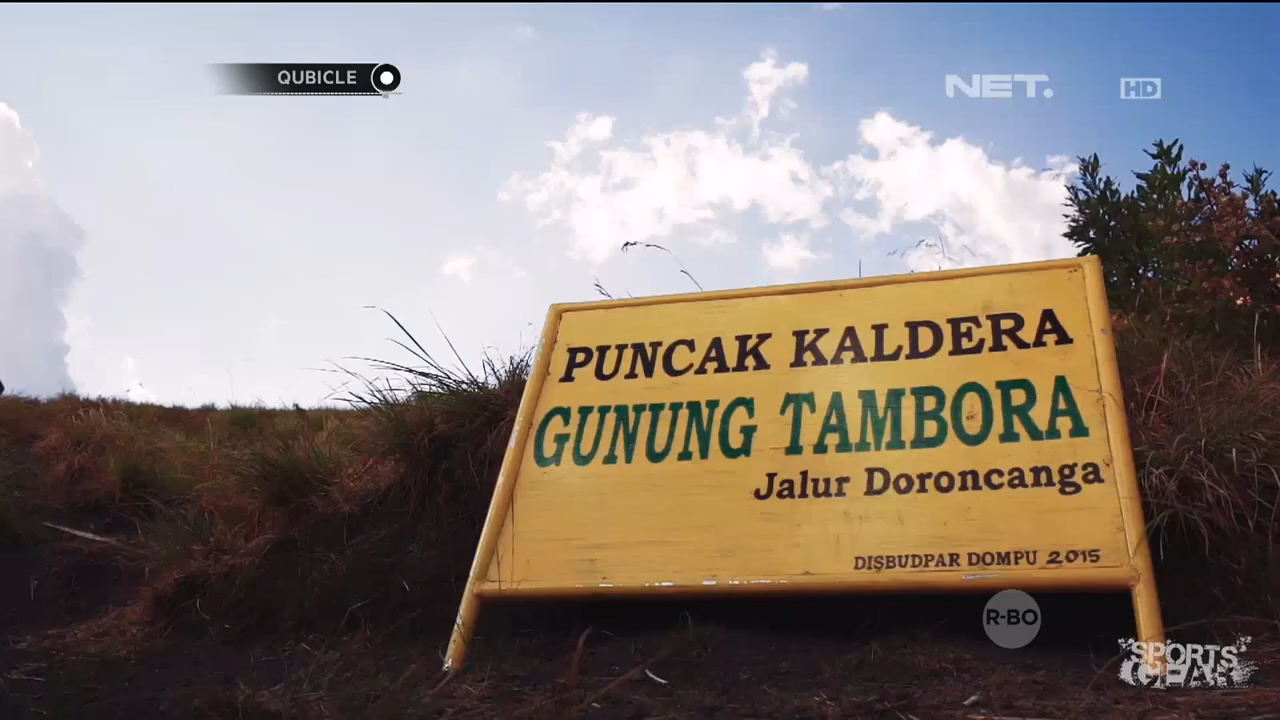 QUBICLE
NET.
HD
PUNCAK KALDERA
GUNUNG TAMBORA
Jalur Doroncanga
DISBUDPAR DOMPU 2015
R-BO
SPORTS
GEAR